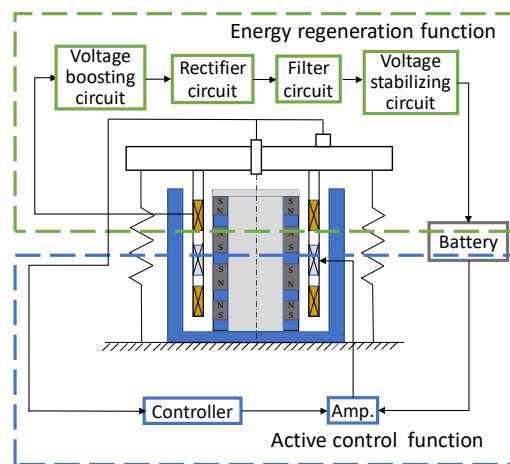 Energy regeneration function
Voltage
boosting
circuit
Rectifier
circuit
Filter
circuit
Voltage
stabilizing
circuit
S S
N N
N N
S S
S S
N N
N N
S S
Battery
Controller
Amp.
Active control function